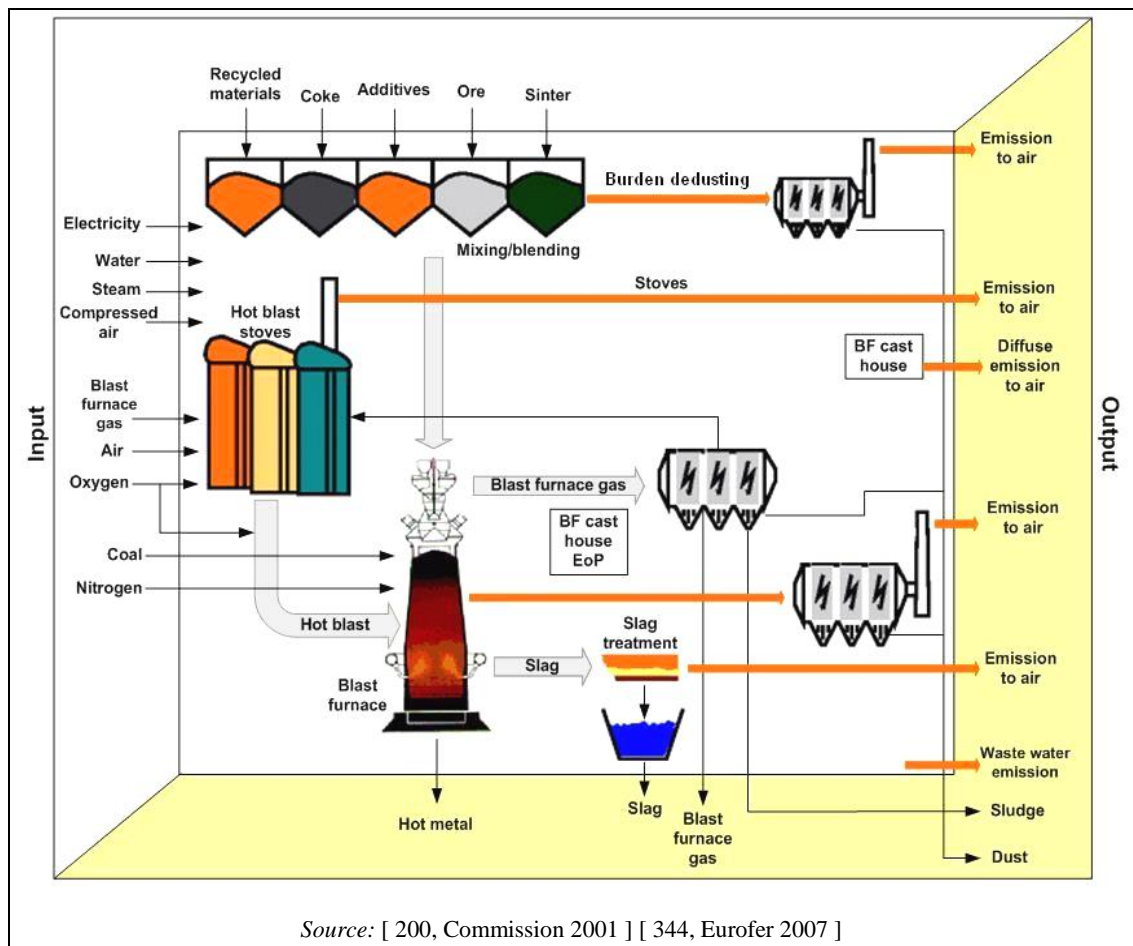 Recycled
materials
Coke
Additives
Ore
Sinter
Emission
to air
Burden dedusting
Mixing/blending
Electricity
Water
Steam
Compressed
air
Hot blast
stoves
Stoves
Emission
to air
BF cast
house
Diffuse
emission
to air
Input
Output
Blast
furnace
gas
Air
Oxygen
Blast furnace gas
BF cast
house
EoP
Emission
to air
Coal
Nitrogen
Hot blast
Slag
treatment
Slag
Emission
to air
Blast
furnace
Waste water
emission
Hot metal
Slag
Blast
furnace
gas
Sludge
Dust
Source: [ 200, Commission 2001 ] [ 344, Eurofer 2007 ]